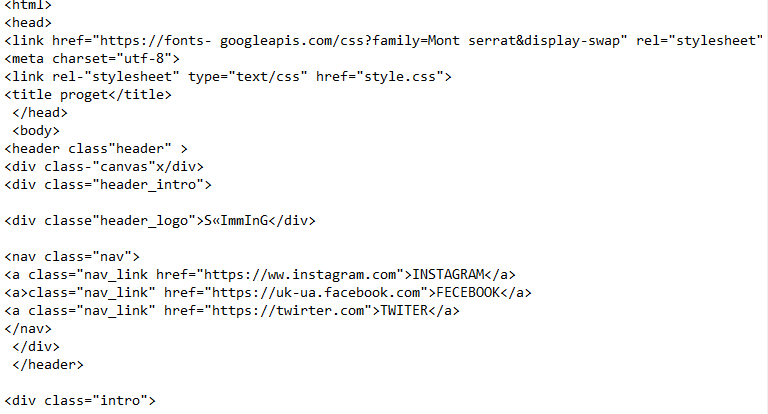 <html>
<head>
<link href="https://fonts- googleapis.com/css?family=Mont serrat&display-swap" rel="stylesheet"
<meta charset="utf-8">
<link rel-"stylesheet" type="text/css" href="style.css">
<title proget</title>
</head>
<body>
<header class"header" >
<div class-"canvas"x/div>
<div class="header_intro">
<div classe"header_logo">S«ImmInG</div>
<nav class="nav">
<a class="nav_link href="https://ww.instagram.com">INSTAGRAM</a>
<a>class="nav_link" href="https://uk-ua.facebook.com">FECEBOOK</a>
<a class="nav_link" href="https://twirter.com">TWITER</a>
</nav>
</div>
</header>
<div class="intro">